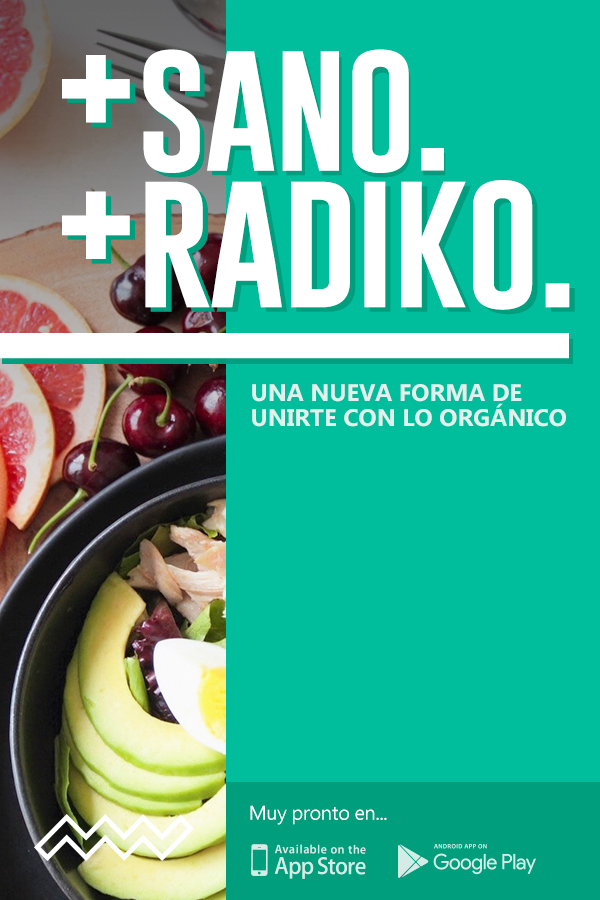 +SANO.
+RADIKO.
UNA NUEVA FORMA DE
UNIRTE CON LO ORGÁNICO
Muy pronto en...
Available on the
App Store
ANDROID APP ON
Google Play